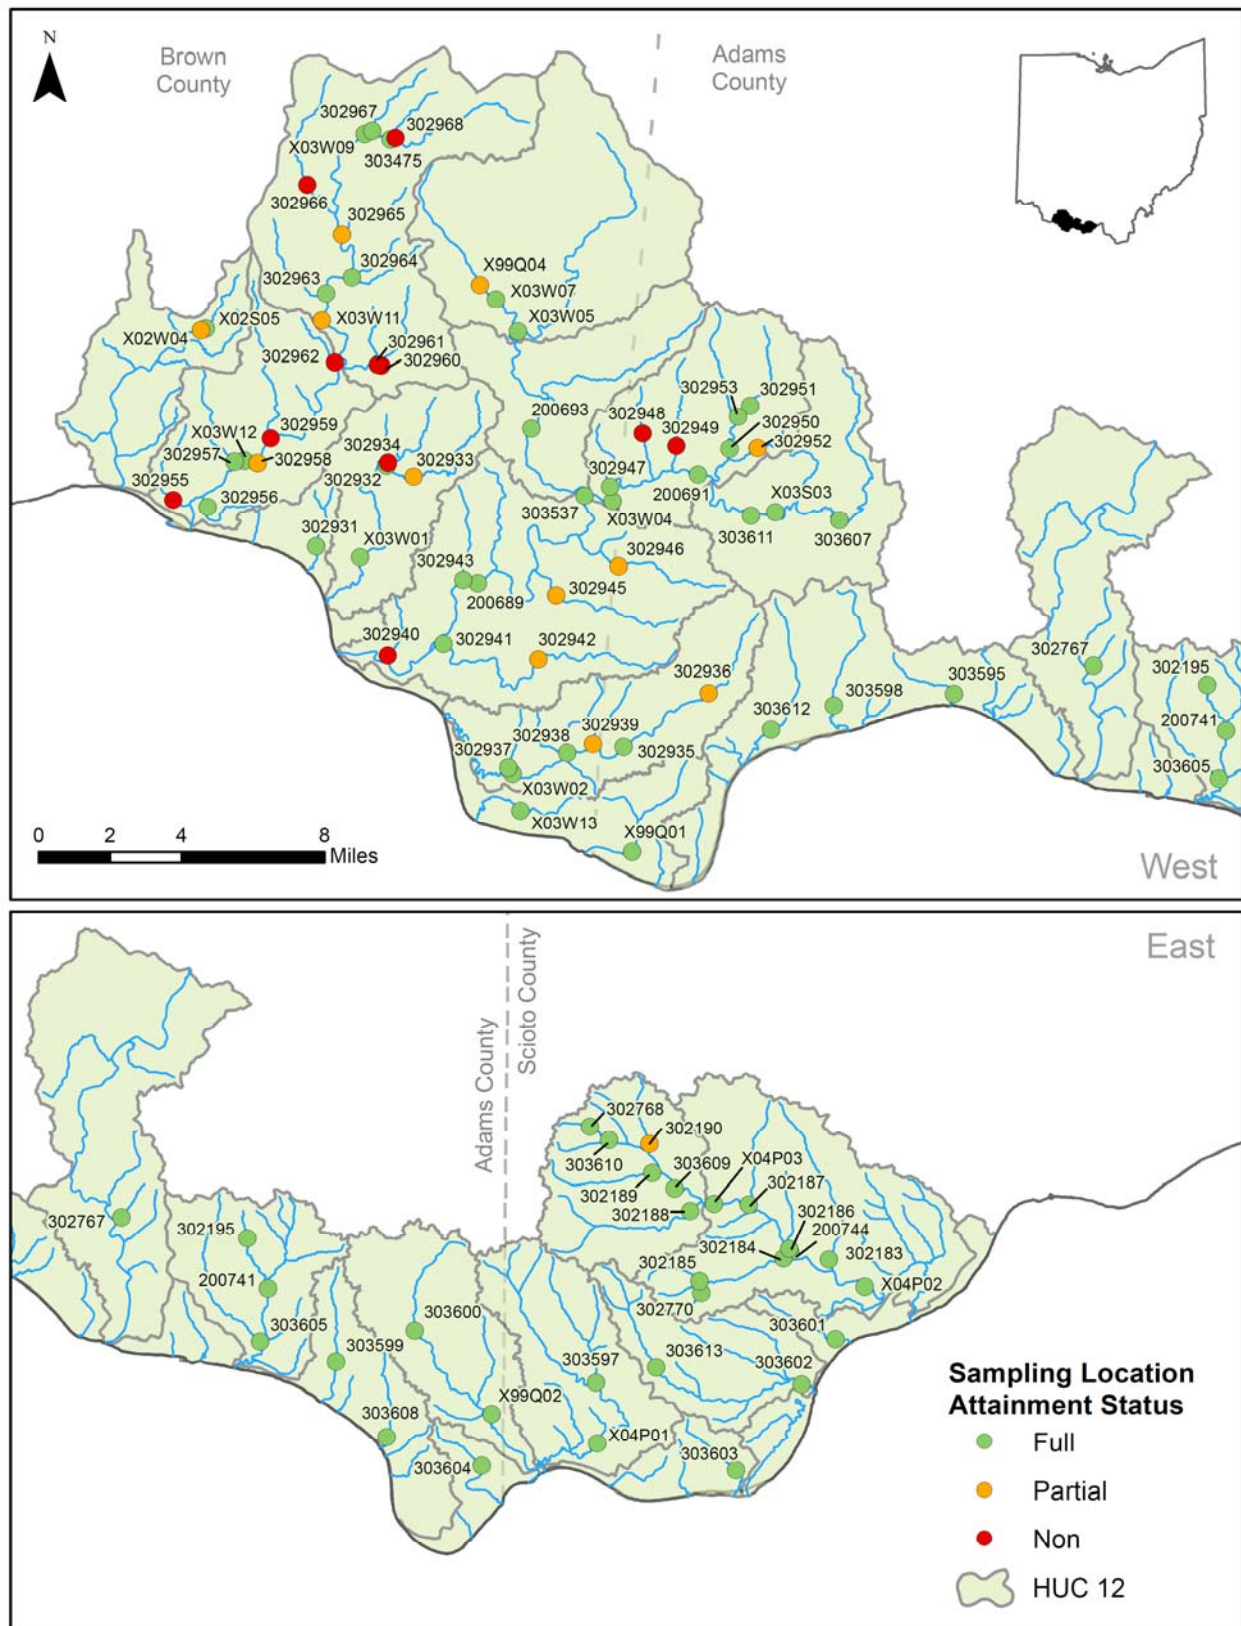 N
Brown
County
Adams
County
302967
302968
X03W09
303475
302966
302965
302964
302963
X99Q04
X03W07
X03W05
X02S05
X02W04
X03W11
302961
302962
302960
302953
302951
200693
302948
302950
302949
302952
X03W12
302959
302934
302957
302958
302933
302955
302932
302947
200691
X03S03
302956
303537
X03W04
303611
303607
302931
X03W01
302943
302946
302945
200689
302940
302941
302942
302767
302936
302195
303595
303598
303612
200741
302939
302938
302935
302937
303605
X03W02
X03W13
X99Q01
0 2 4 8
Miles
West
East
Adams County
Scioto County
302768
302190
303610
303609
X04P03
302187
302189
302186
302188
200744
302767
302195
302184
302183
302185
200741
X04P02
302770
303600
303601
303605
303599
303613
303597
303602
X99Q02
303608
X04P01
303604
303603
Sampling Location
Attainment Status
Full
Partial
Non
HUC 12